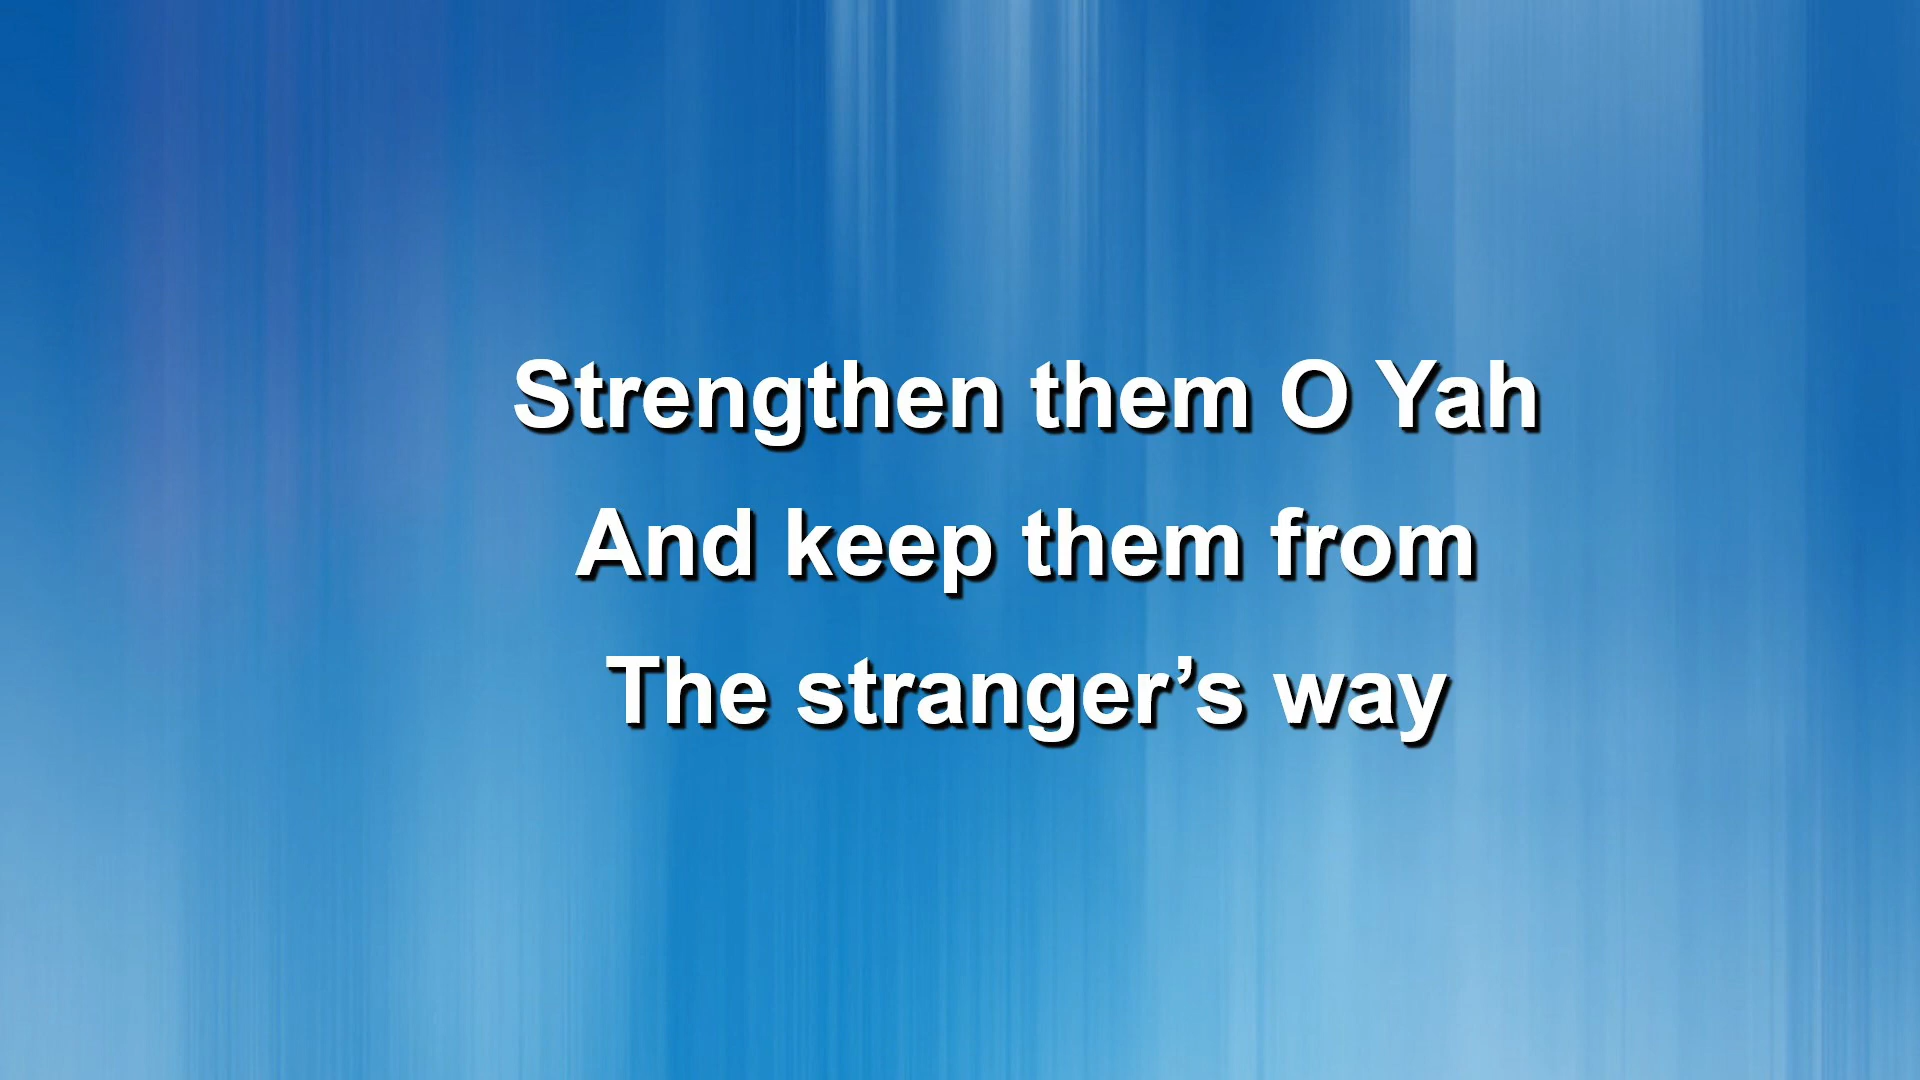 Strengthen them O Yah
And keep them from
The stranger’s way